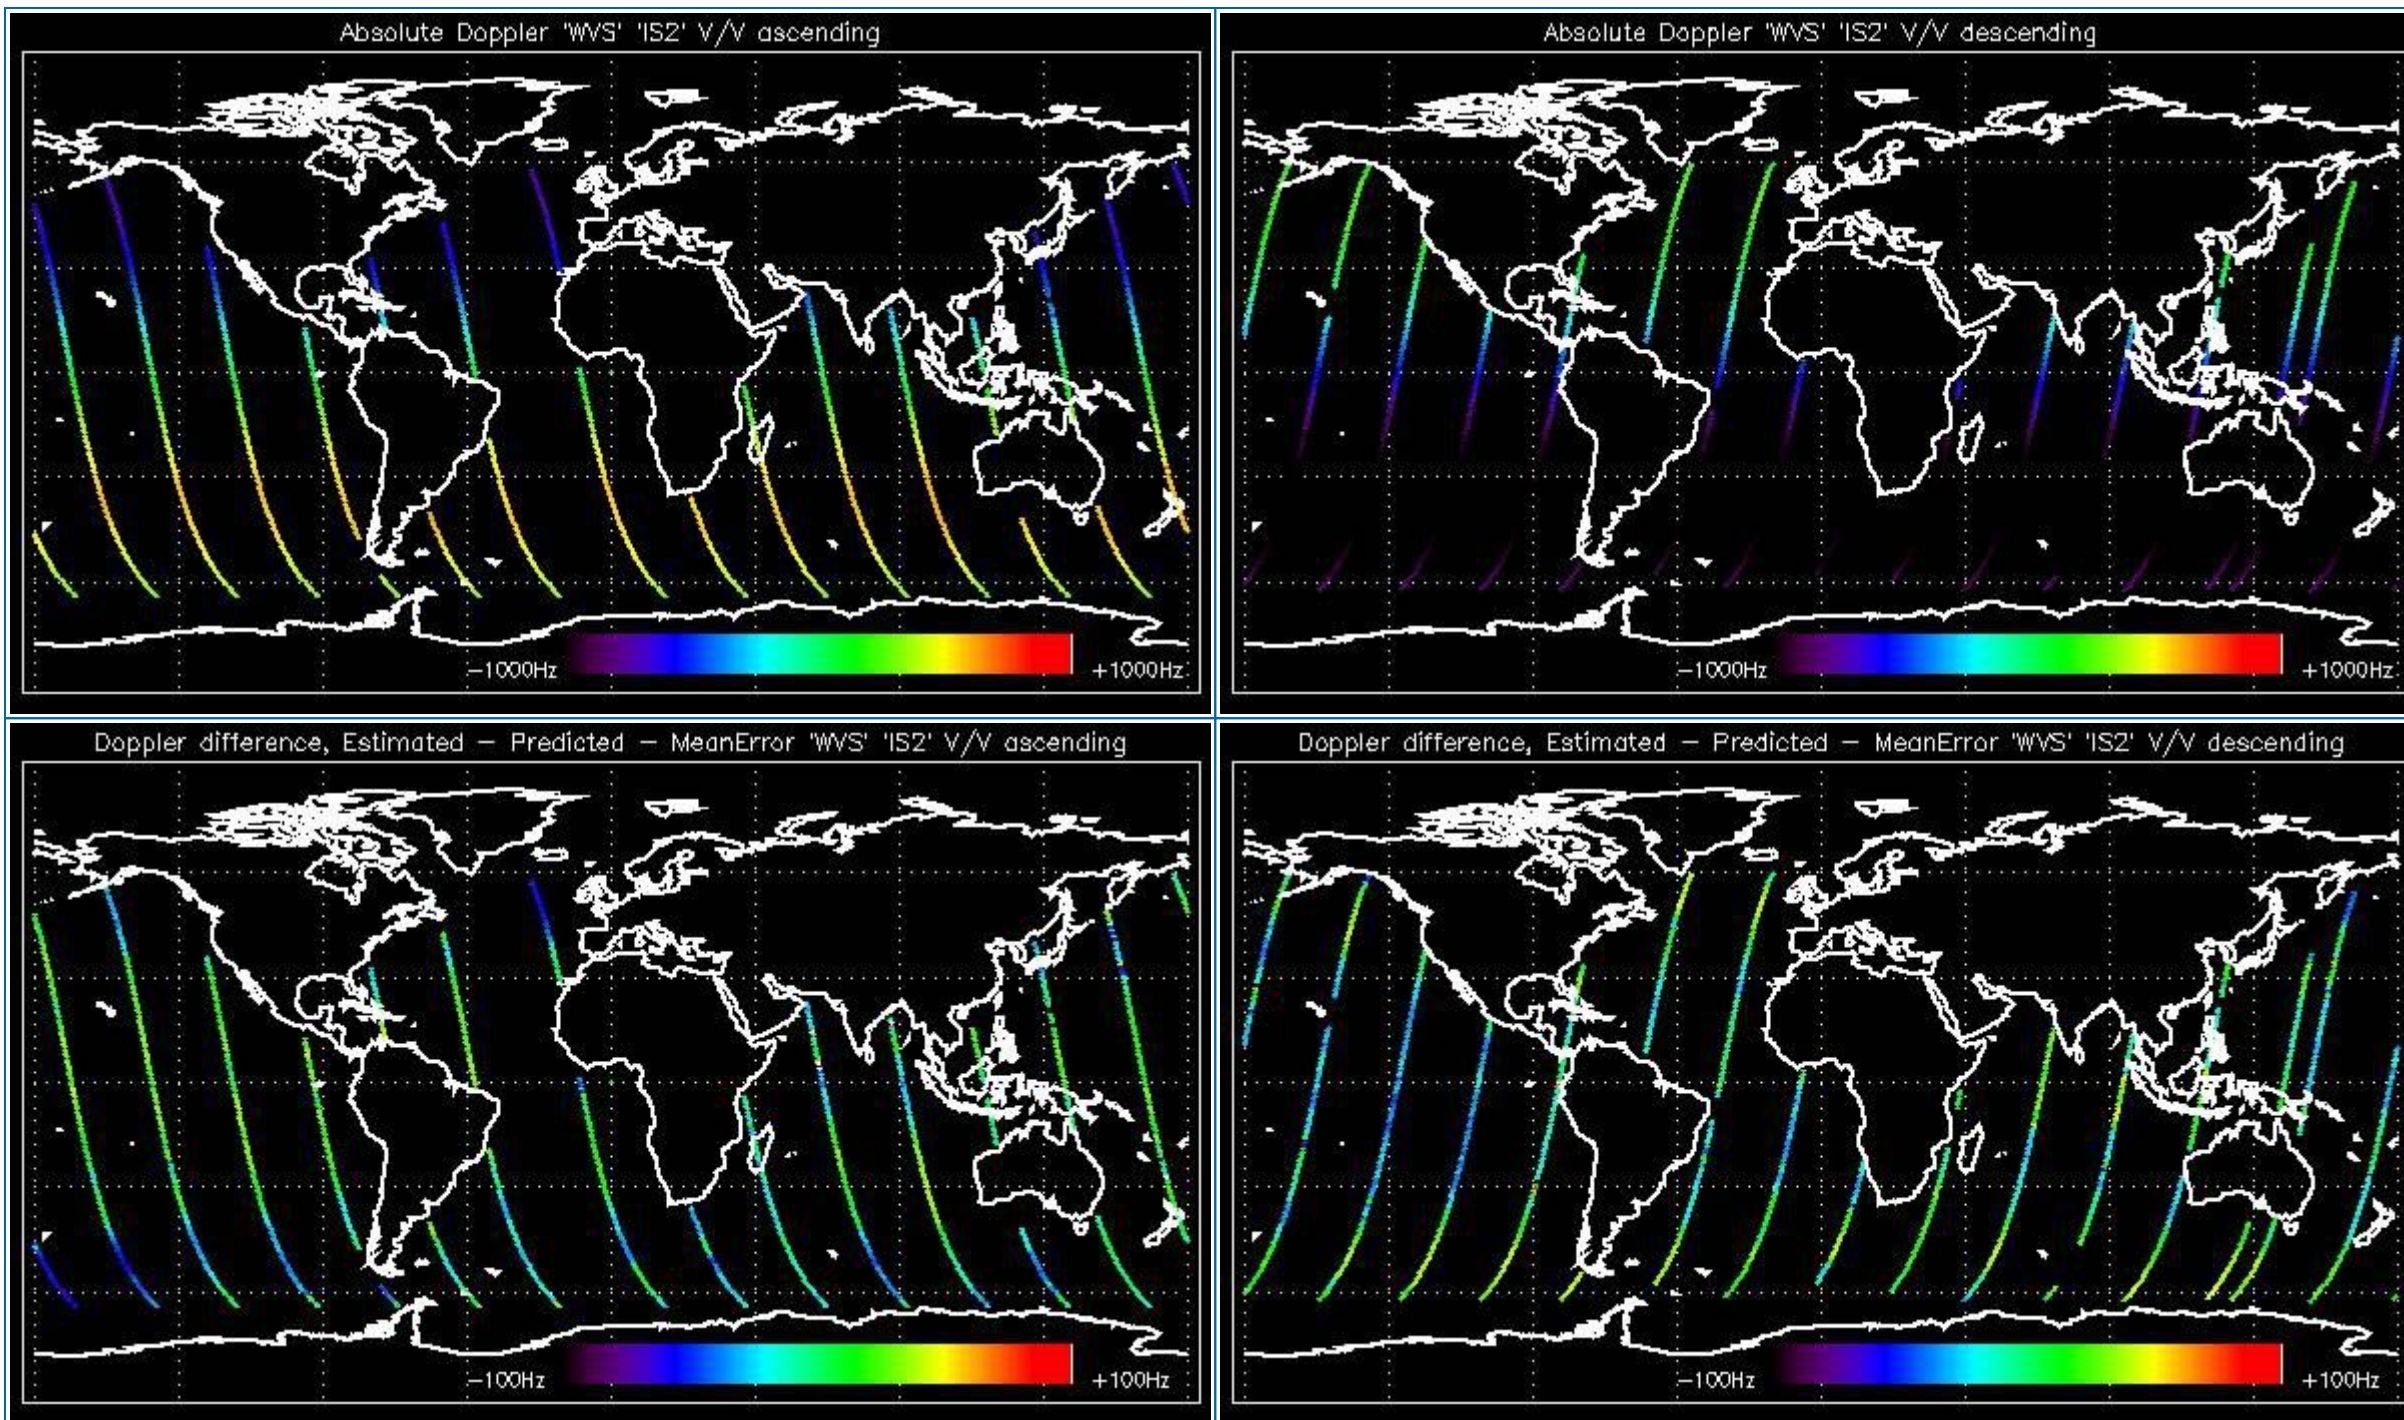 Absolute Doppler 'WVS' 'IS2' V/V ascending
-1000Hz
+1000Hz
Absolute Doppler 'WVS' 'IS2' V/V descending
-1000Hz
+1000Hz
Doppler difference, Estimated - Predicted - MeanError 'WVS' 'IS2' V/V ascending
-100Hz
+100Hz
Doppler difference, Estimated - Predicted - MeanError 'WVS' 'IS2' V/V descending
-100Hz
+100Hz